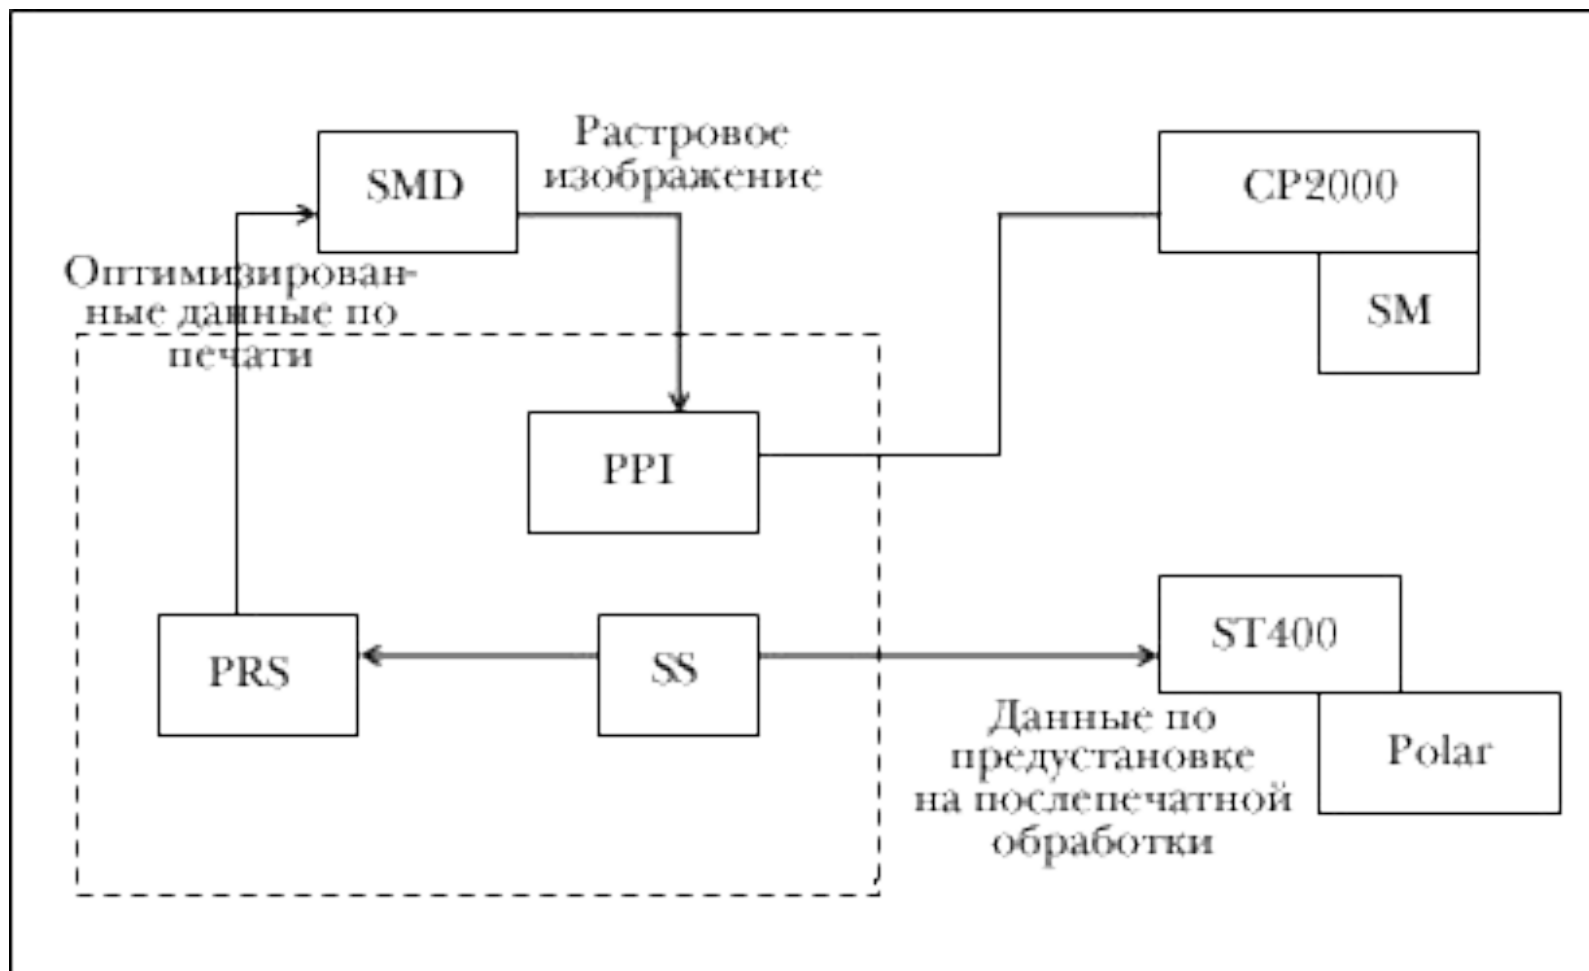 SMD
Растровое
изображение
CP2000
SM
Оптимизирован-
ные данные по
печати
PPI
PRS
SS
ST400
Polar
Данные по
предустановке
на послепечатной
обработки